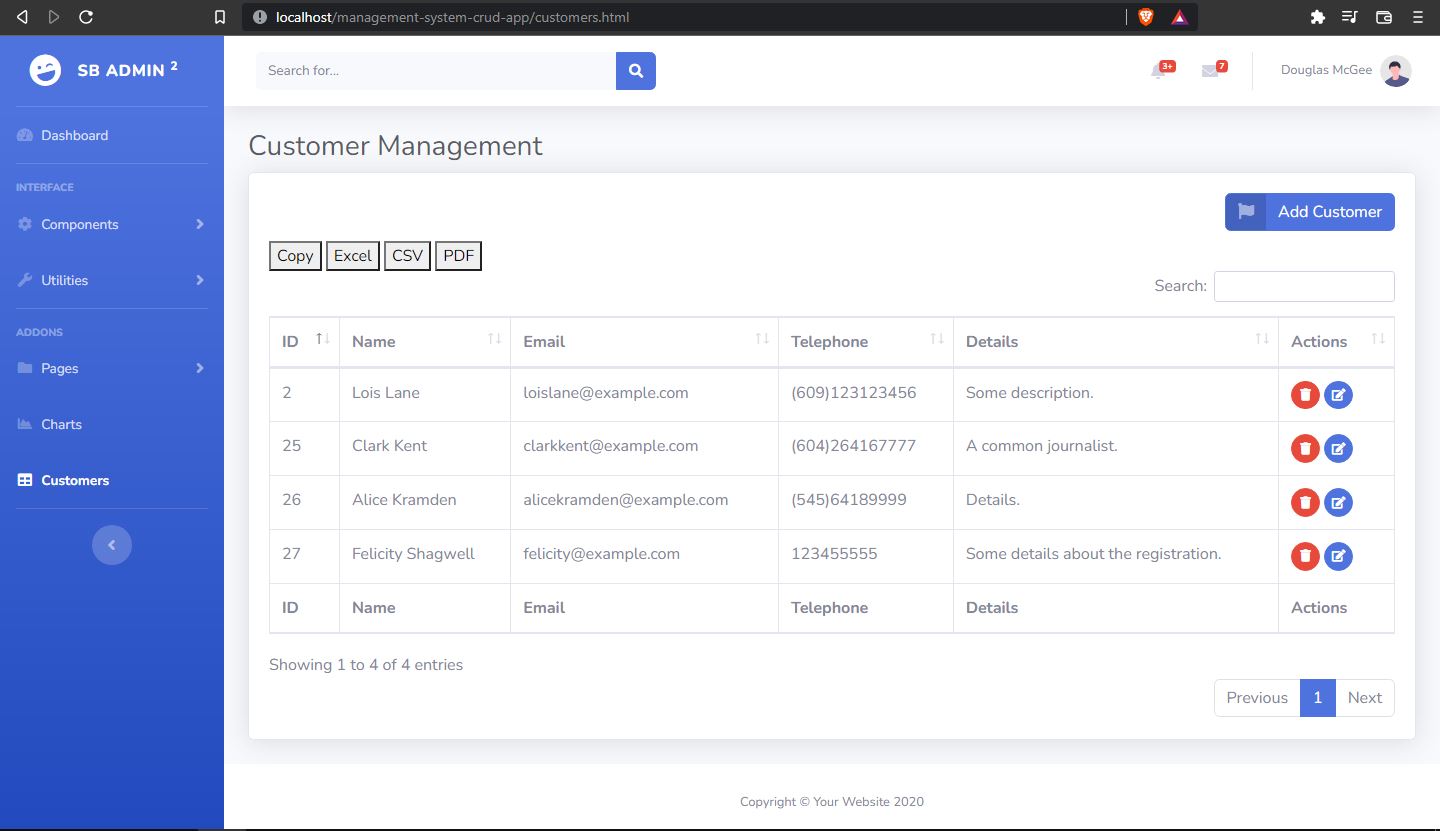 localhost/management-system-crud-app/customers.html
SB ADMIN 2
Search for...
3+
7
Douglas McGee
Dashboard
INTERFACE
Components
Utilities
ADDONS
Pages
Charts
Customers
Customer Management
Add Customer
Copy Excel CSV PDF
Search:
ID Name Email Telephone Details Actions
2 Lois Lane loislane@example.com (609)123123456 Some description.
25 Clark Kent clarkkent@example.com (604)264167777 A common journalist.
26 Alice Kramden alicekramden@example.com (545)64189999 Details.
27 Felicity Shagwell felicity@example.com 123455555 Some details about the registration.
ID Name Email Telephone Details Actions
Showing 1 to 4 of 4 entries
Previous 1 Next
Copyright © Your Website 2020